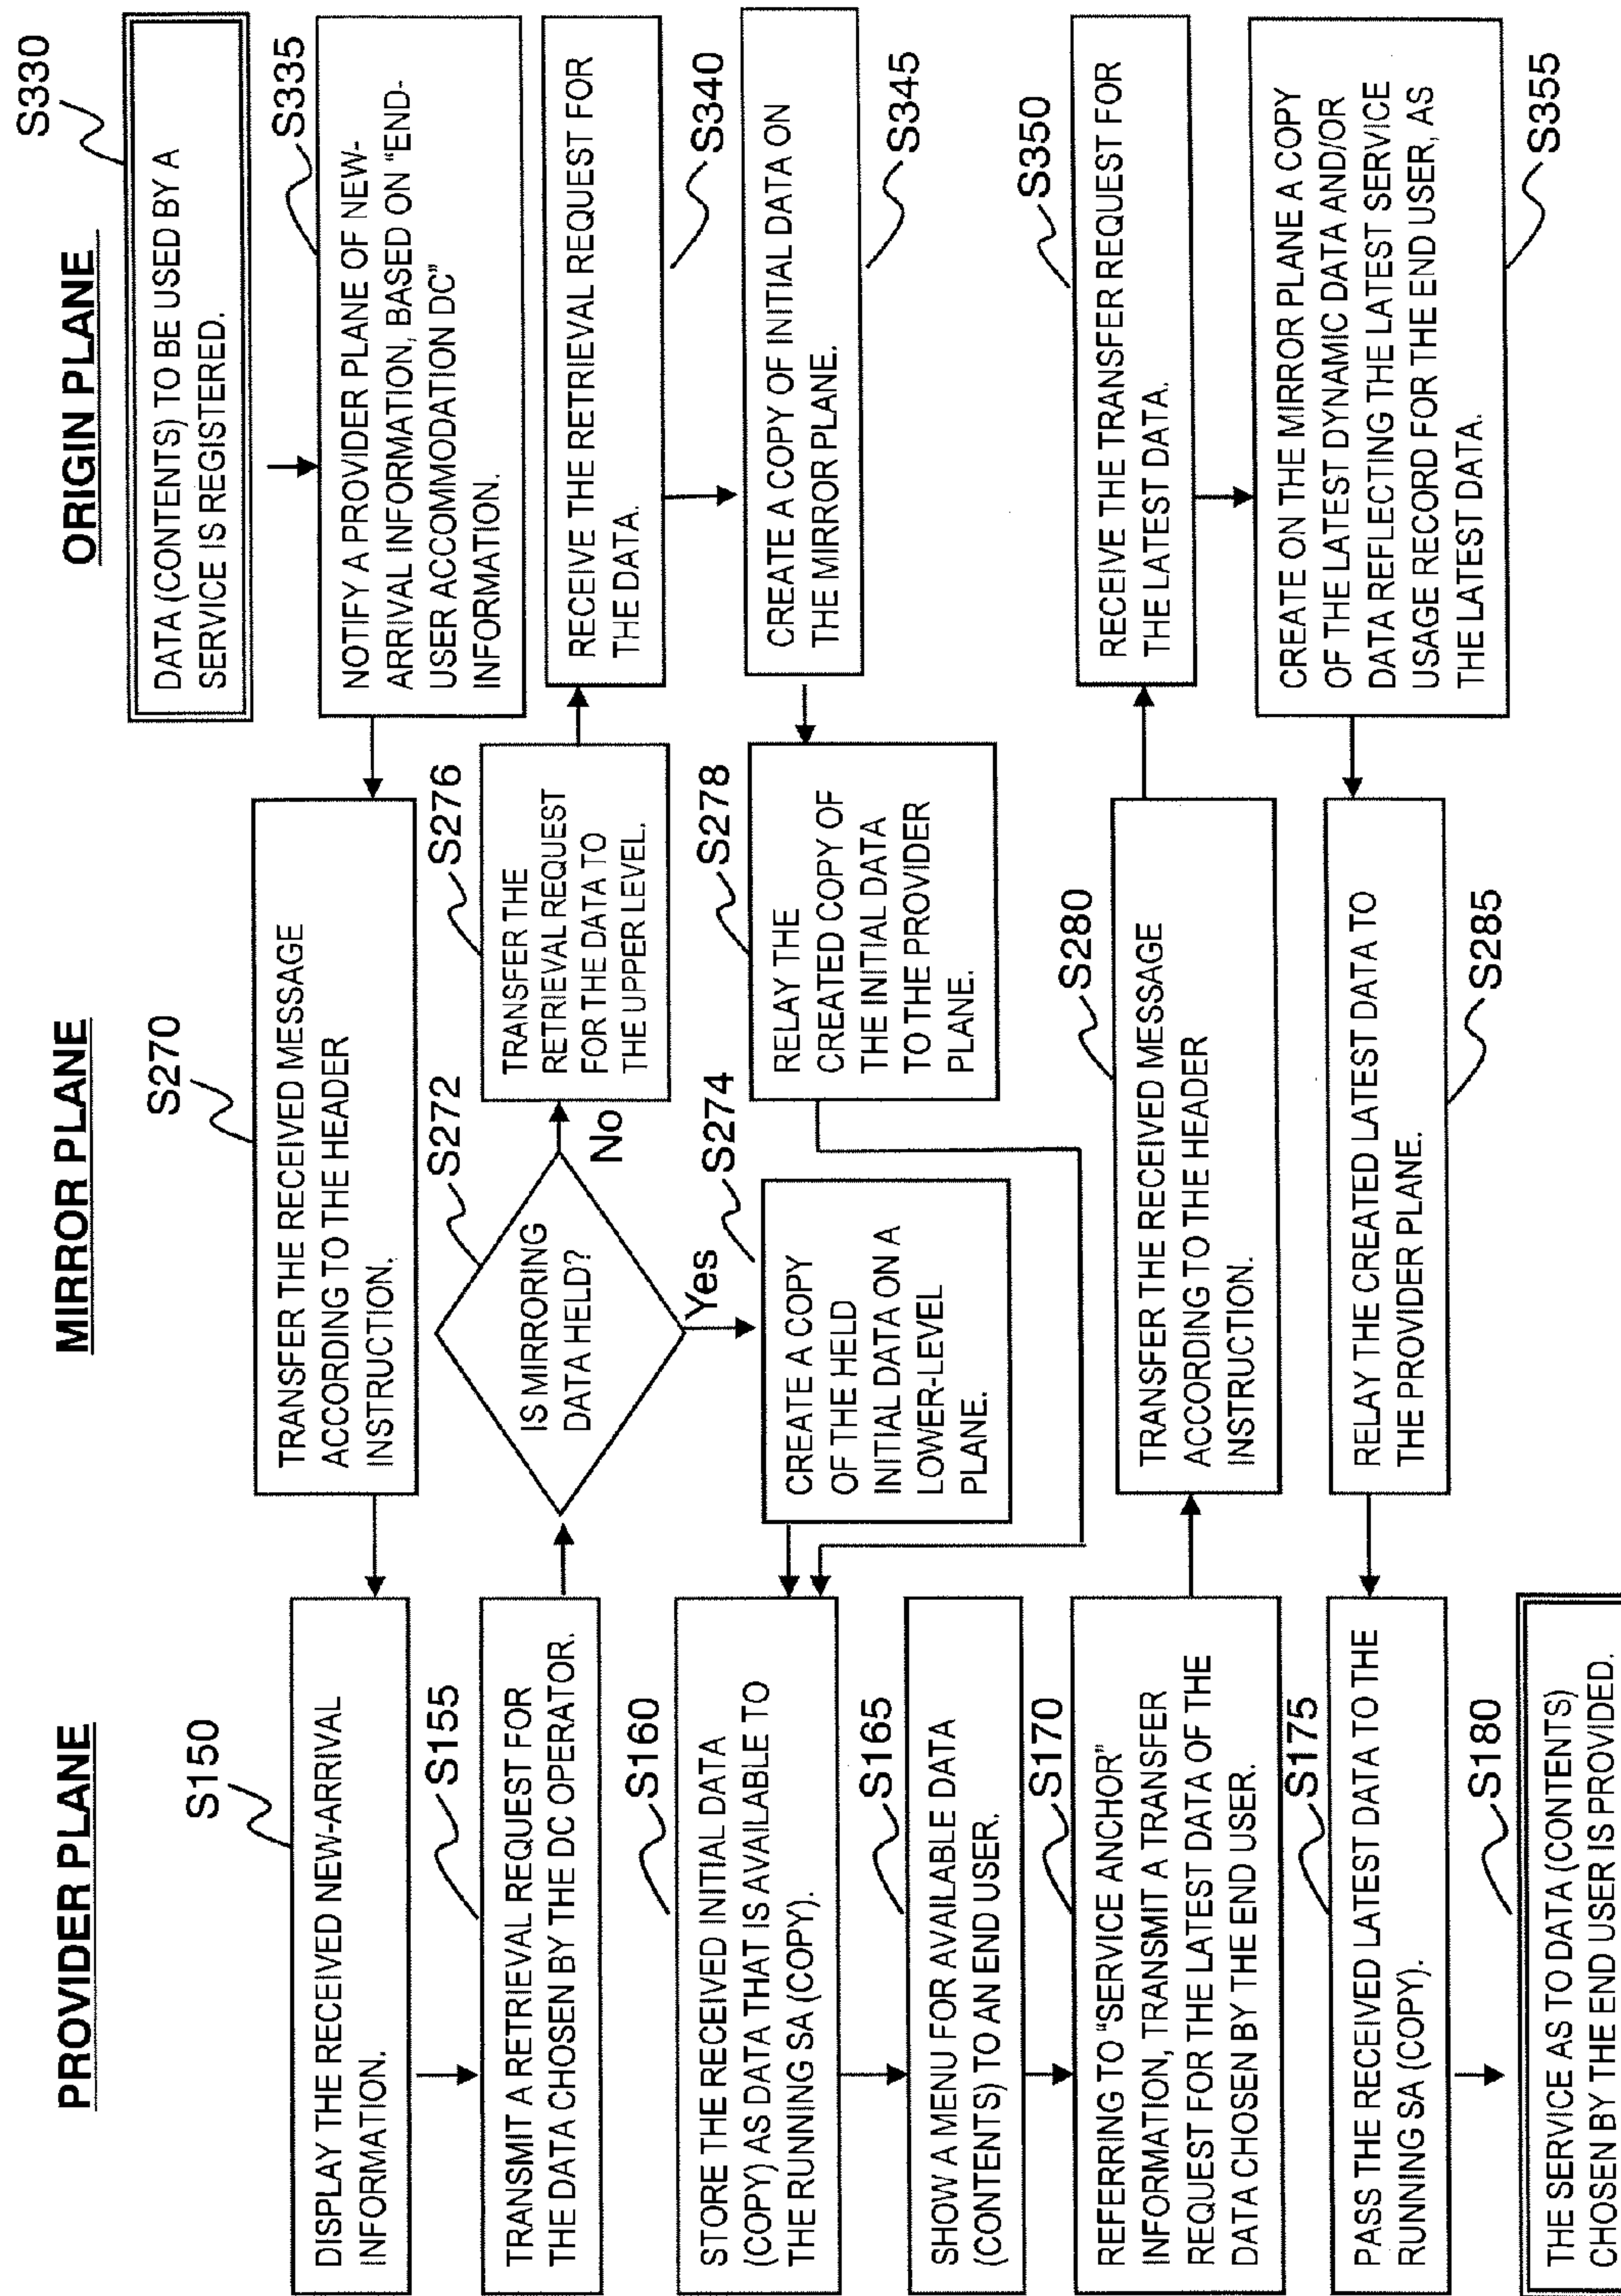 PROVIDER PLANE
MIRROR PLANE
ORIGIN PLANE
S330
DATA (CONTENTS) TO BE USED BY A
SERVICE IS REGISTERED.
S335
NOTIFY A PROVIDER PLANE OF NEW-
ARRIVAL INFORMATION, BASED ON "END-
USER ACCOMMODATION DC"
INFORMATION.
S270
TRANSFER THE RECEIVED MESSAGE
ACCORDING TO THE HEADER
INSTRUCTION.
S150
DISPLAY THE RECEIVED NEW-ARRIVAL
INFORMATION.
S155
TRANSMIT A RETRIEVAL REQUEST FOR
THE DATA CHOSEN BY THE DC OPERATOR.
S272
IS MIRRORING
DATA HELD?
No
Yes
S276
TRANSFER THE
RETRIEVAL REQUEST
FOR THE DATA TO
THE UPPER LEVEL.
RECEIVE THE RETRIEVAL REQUEST FOR
THE DATA.
S340
CREATE A COPY OF INITIAL DATA ON
THE MIRROR PLANE.
S345
S274
CREATE A COPY
OF THE HELD
INITIAL DATA ON A
LOWER-LEVEL
PLANE.
S278
RELAY THE
CREATED COPY OF
THE INITIAL DATA
TO THE PROVIDER
PLANE.
S160
STORE THE RECEIVED INITIAL DATA
(COPY) AS DATA THAT IS AVAILABLE TO
THE RUNNING SA (COPY).
S165
SHOW A MENU FOR AVAILABLE DATA
(CONTENTS) TO AN END USER.
S170
REFERRING TO "SERVICE ANCHOR"
INFORMATION, TRANSMIT A TRANSFER
REQUEST FOR THE LATEST DATA OF THE
DATA CHOSEN BY THE END USER.
S280
TRANSFER THE RECEIVED MESSAGE
ACCORDING TO THE HEADER
INSTRUCTION.
S350
RECEIVE THE TRANSFER REQUEST FOR
THE LATEST DATA.
CREATE ON THE MIRROR PLANE A COPY
OF THE LATEST DYNAMIC DATA AND/OR
DATA REFLECTING THE LATEST SERVICE
USAGE RECORD FOR THE END USER, AS
THE LATEST DATA.
S355
RELAY THE CREATED LATEST DATA TO
THE PROVIDER PLANE.
S285
S175
PASS THE RECEIVED LATEST DATA TO THE
RUNNING SA (COPY).
S180
THE SERVICE AS TO DATA (CONTENTS)
CHOSEN BY THE END USER IS PROVIDED.